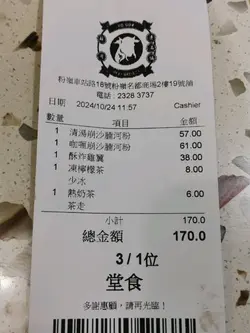 粉嶺車站路18號粉嶺名都商場2樓19號舖
電話 : 2328 3737
日期 2024/10/24 11:57 Cashier
數量 項目 金額
1 清湯崩沙腩河粉 57.00
1 咖喱崩沙腩河粉 61.00
1 酥炸雞翼 38.00
1 凍檸檬茶 8.00
少冰
1 熱奶茶 6.00
茶走
小計 170.0
總金額 170.0
3 / 1位
堂食
多謝惠顧，請再光臨！